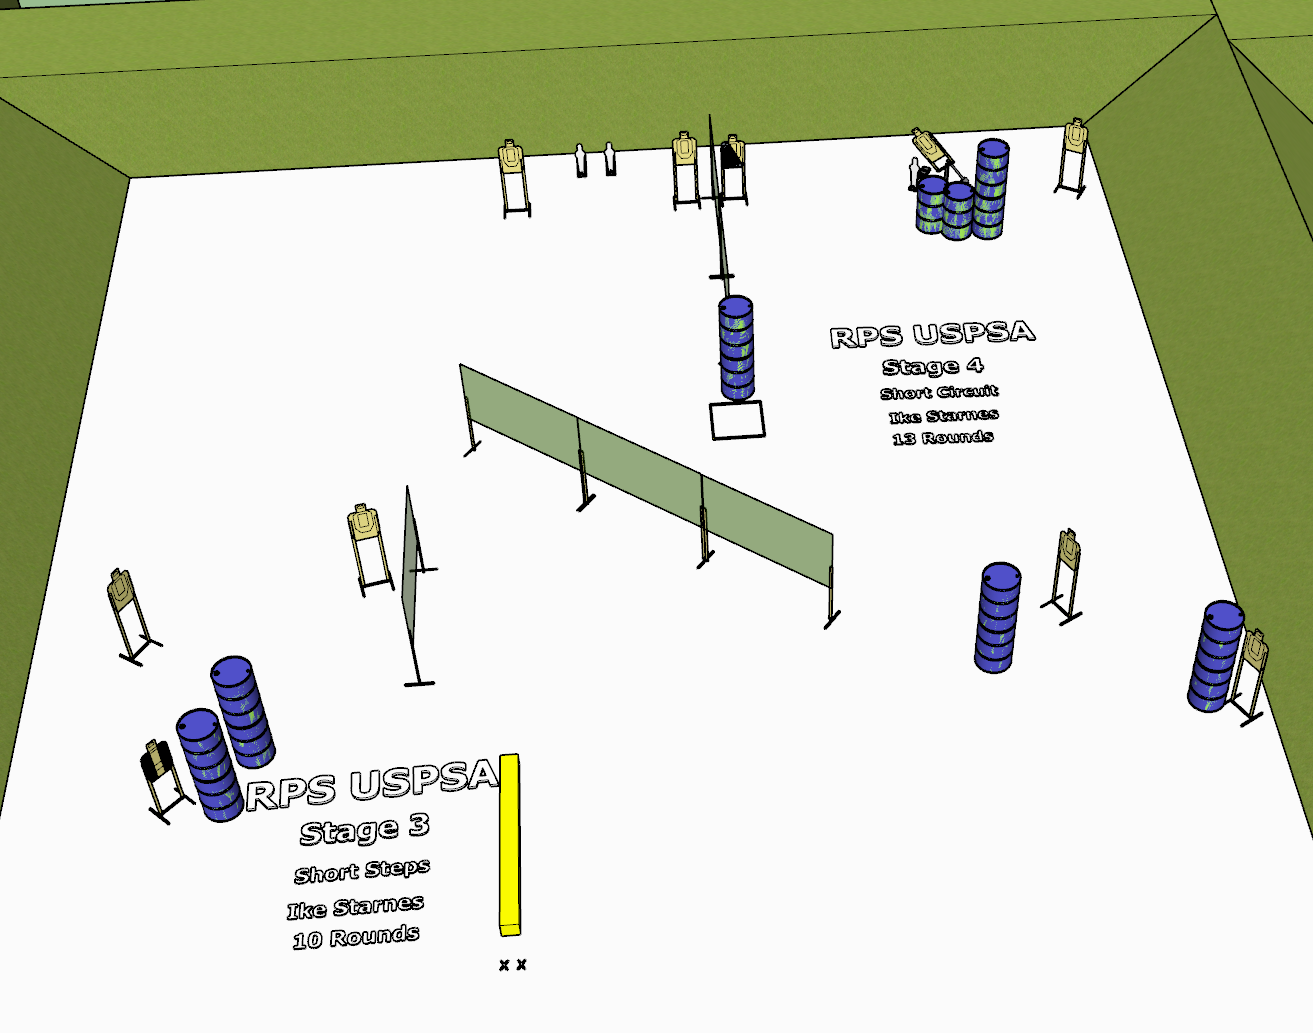 RPS USPSA
Stage 4
Short Circuit
Ike Starnes
13 Rounds
RPS USPSA
Stage 3
Short Steps
Ike Starnes
10 Rounds
x x